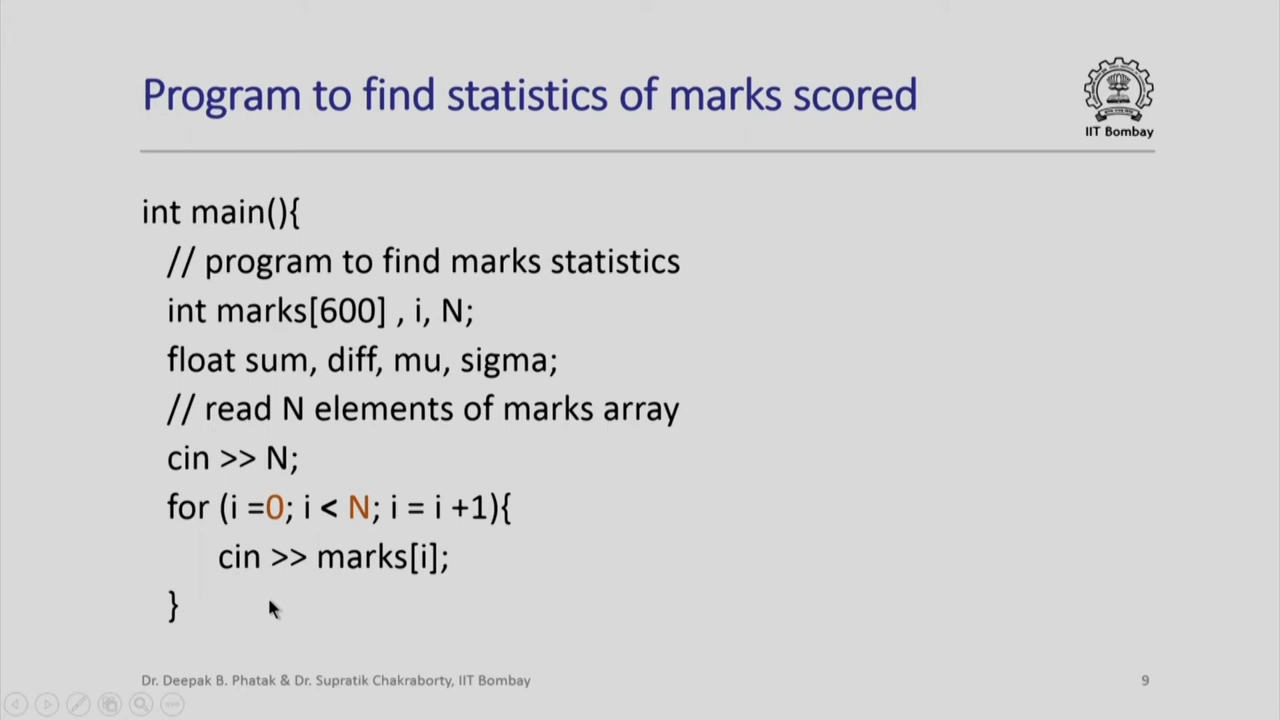 Program to find statistics of marks scored
IIT Bombay
int main(){
// program to find marks statistics
int marks[600] , i, N;
float sum, diff, mu, sigma;
// read N elements of marks array
cin >> N;
for (i =0; i < N; i = i +1){
cin >> marks[i];
}
Dr. Deepak B. Phatak & Dr. Supratik Chakraborty, IIT Bombay
9